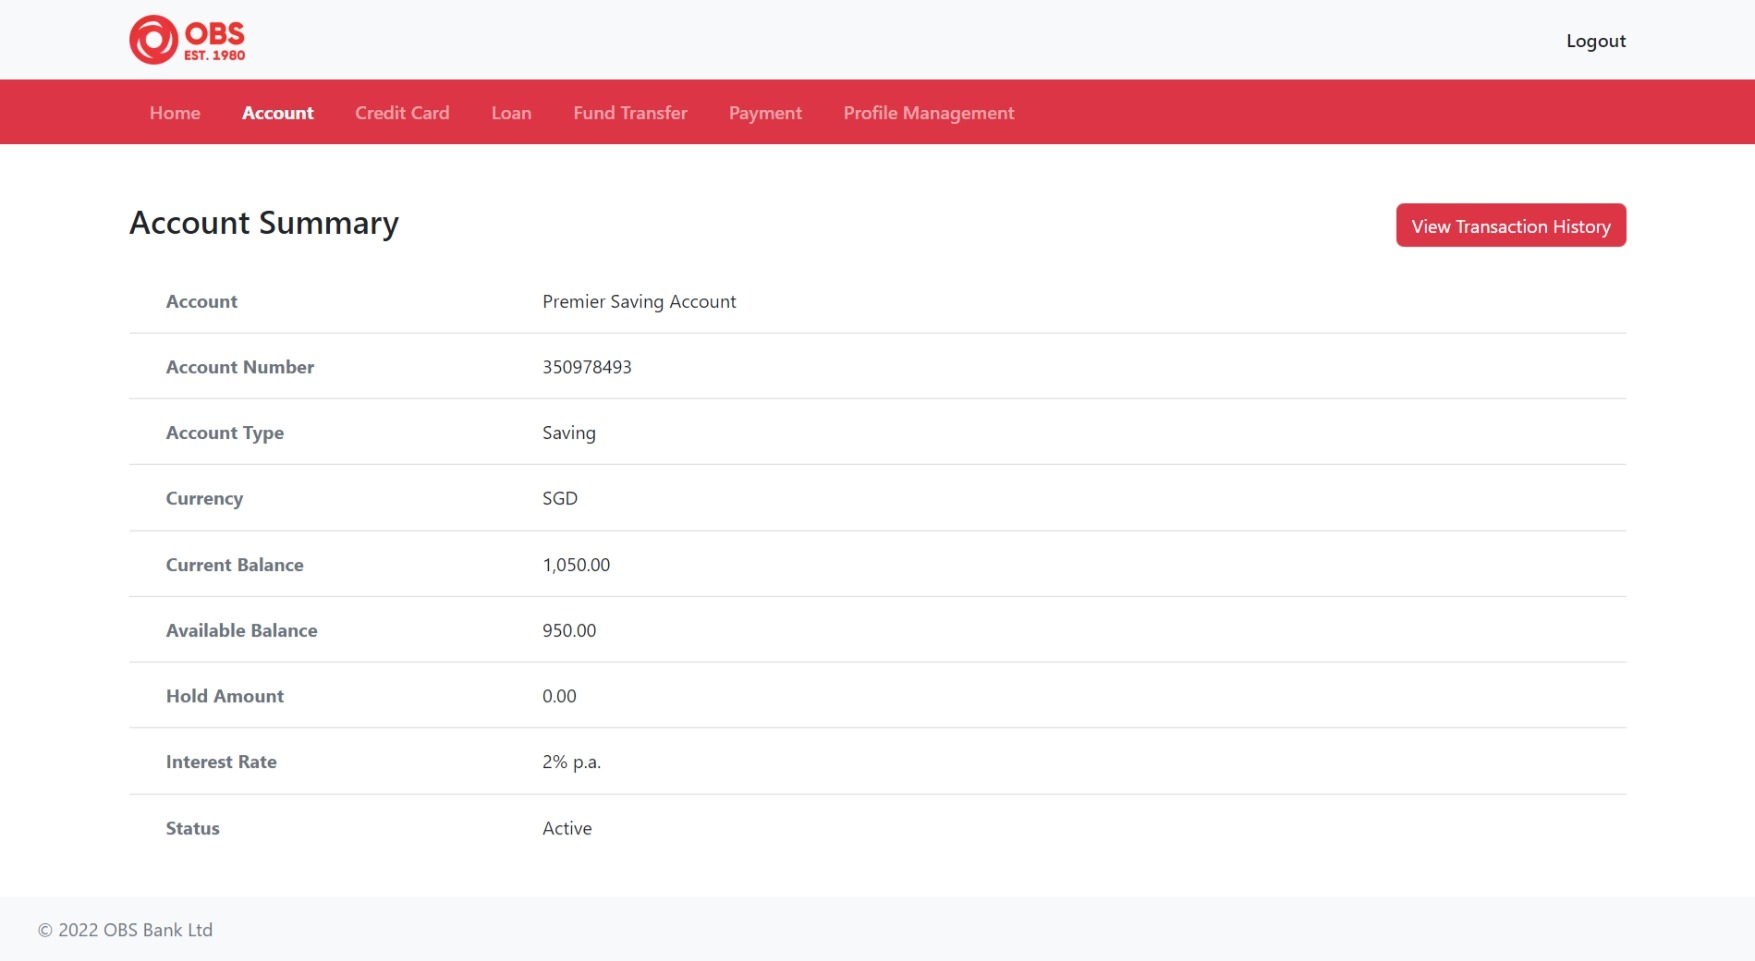 OBS
EST. 1980
Logout
Home Account Credit Card Loan Fund Transfer Payment Profile Management
Account Summary
View Transaction History
Account Premier Saving Account
Account Number 350978493
Account Type Saving
Currency SGD
Current Balance 1,050.00
Available Balance 950.00
Hold Amount 0.00
Interest Rate 2% p.a.
Status Active
© 2022 OBS Bank Ltd